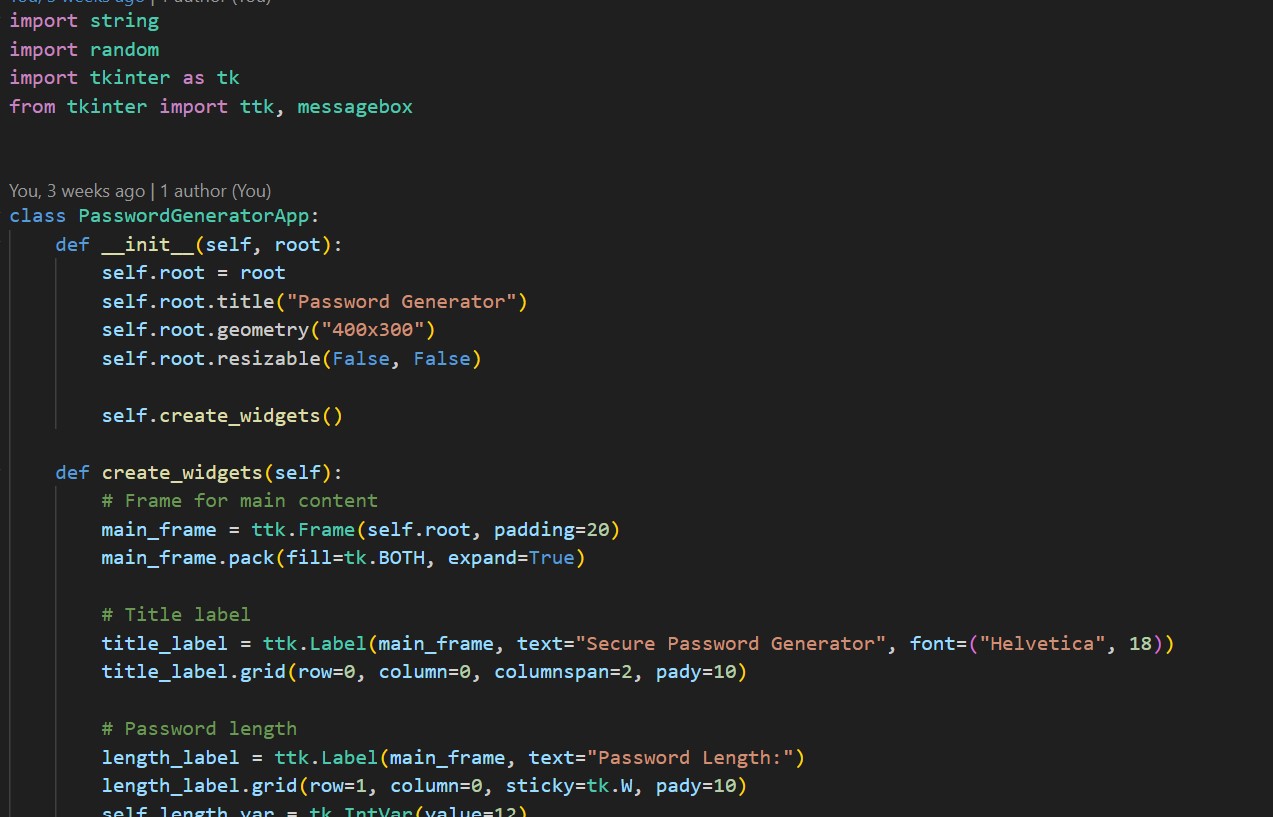 You, 3 weeks ago | 1 author (You)
import string
import random
import tkinter as tk
from tkinter import ttk, messagebox
You, 3 weeks ago | 1 author (You)
class PasswordGeneratorApp:
    def __init__(self, root):
        self.root = root
        self.root.title("Password Generator")
        self.root.geometry("400x300")
        self.root.resizable(False, False)
        self.create_widgets()
    def create_widgets(self):
        # Frame for main content
        main_frame = ttk.Frame(self.root, padding=20)
        main_frame.pack(fill=tk.BOTH, expand=True)
        # Title label
        title_label = ttk.Label(main_frame, text="Secure Password Generator", font=("Helvetica", 18))
        title_label.grid(row=0, column=0, columnspan=2, pady=10)
        # Password length
        length_label = ttk.Label(main_frame, text="Password Length:")
        length_label.grid(row=1, column=0, sticky=tk.W, pady=10)
        self.length_var = tk.IntVar(value=12)